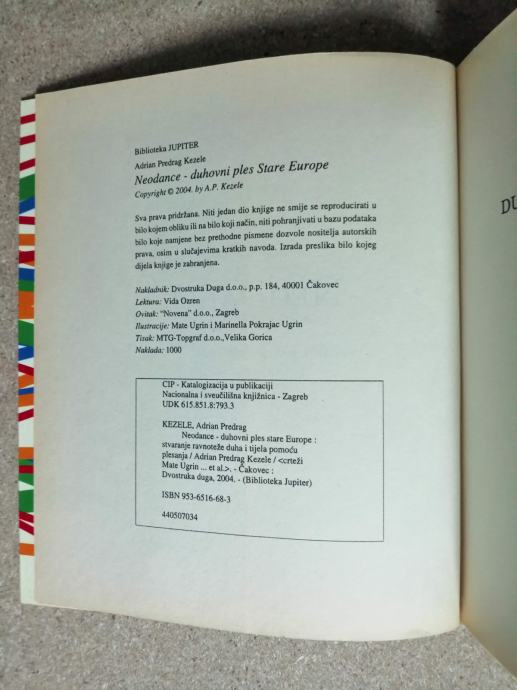 Biblioteka JUPITER
Adrian Predrag Kezele
Neodance - duhovni ples Stare Europe
Copyright © 2004. by A.P. Kezele
Sva prava pridržana. Niti jedan dio knjige ne smije se reproducirati u
bilo kojem obliku ili na bilo koji način, niti pohranjivati u bazu podataka
bilo koje namjene bez prethodne pismene dozvole nositelja autorskih
prava, osim u slučajevima kratkih navoda. Izrada preslika bilo kojeg
dijela knjige je zabranjena.
Nakladnik: Dvostruka Duga d.o.o., p.p. 184, 40001 Čakovec
Lektura: Vida Ozren
Ovitak: "Novena" d.o.o., Zagreb
Ilustracije: Mate Ugrin i Marinella Pokrajac Ugrin
Tisak: MTG-Topgraf d.o.o.,Velika Gorica
Naklada: 1000
CIP - Katalogizacija u publikaciji
Nacionalna i sveučilišna knjižnica - Zagreb
UDK 615.851.8:793.3
KEZELE, Adrian Predrag
Neodance - duhovni ples stare Europe :
stvaranje ravnoteže duha i tijela pomoću
plesanja / Adrian Predrag Kezele / <crteži
Mate Ugrin ... et al.>. - Čakovec :
Dvostruka duga, 2004. - (Biblioteka Jupiter)
ISBN 953-6516-68-3
440507034
DU